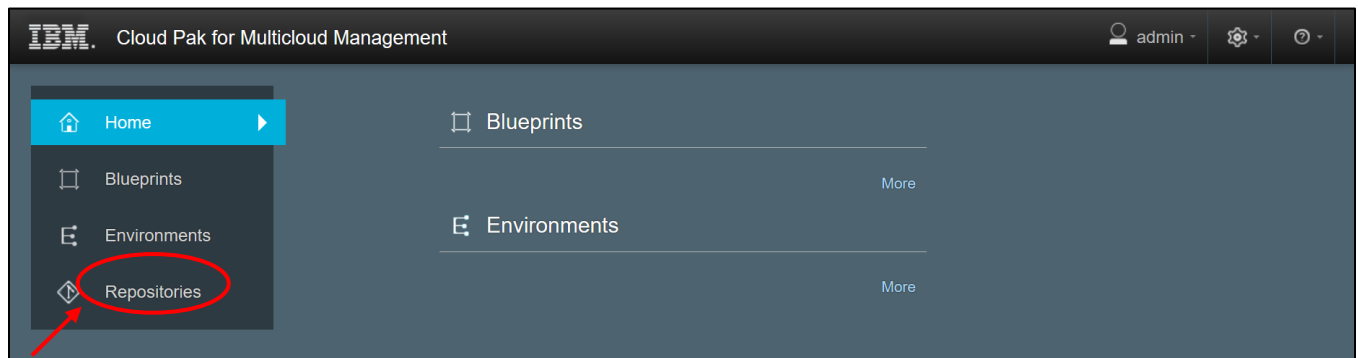 IBM. Cloud Pak for Multicloud Management
admin
Home
Blueprints
Environments
Repositories
Blueprints
More
Environments
More